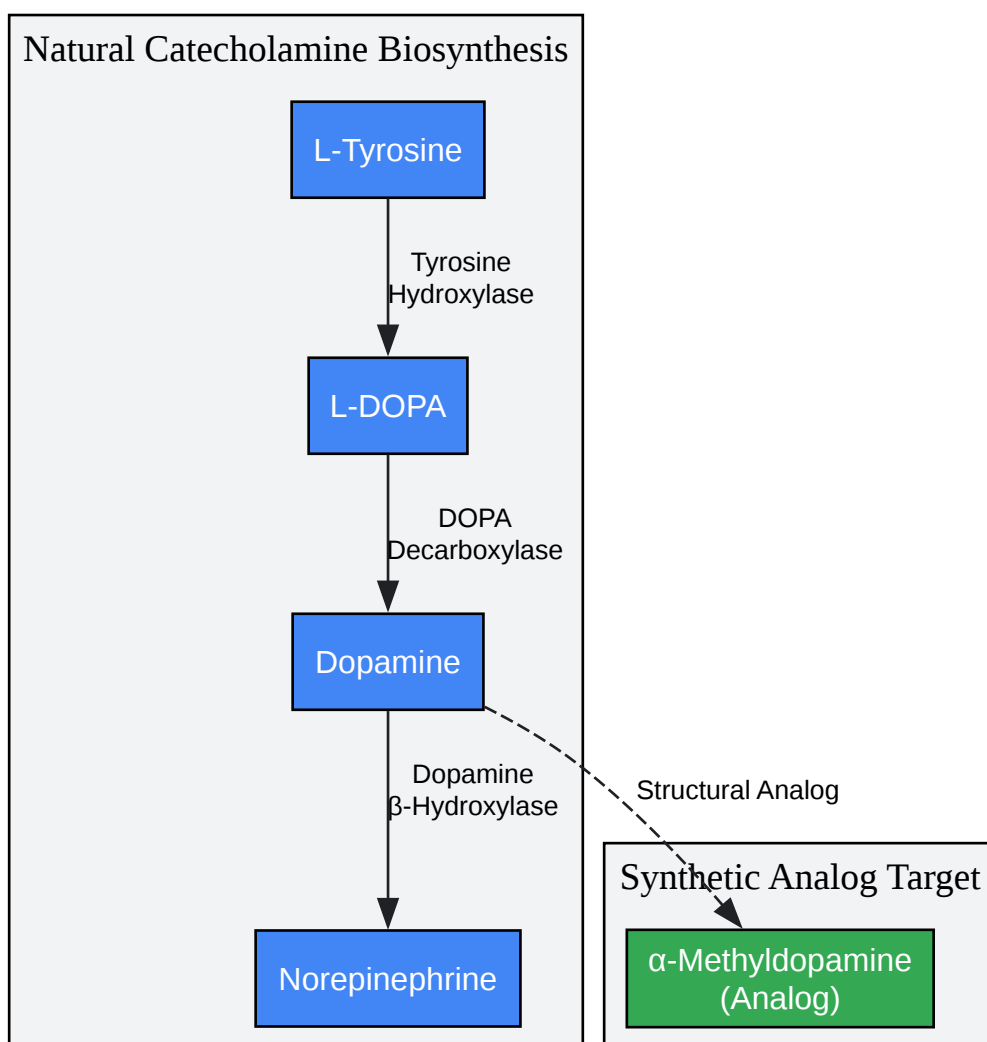 Natural Catecholamine Biosynthesis
L-Tyrosine
Tyrosine
Hydroxylase
L-DOPA
DOPA
Decarboxylase
Dopamine
Dopamine
β-Hydroxylase
Structural Analog
Synthetic Analog Target
Norepinephrine
α-Methyldopamine
(Analog)